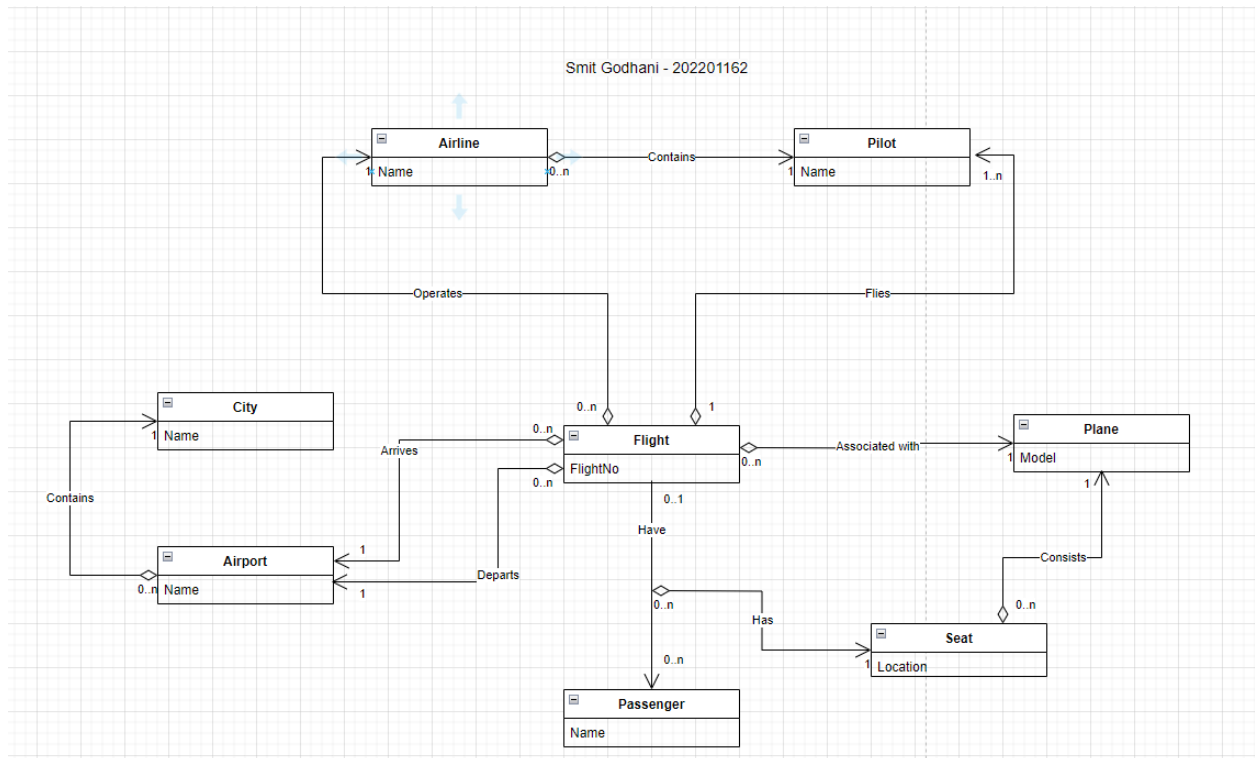 Smit Godhani - 202201162
Airline
Pilot
Contains
1 Name
0..n
1 Name
1..n
Operates
Flies
City
1 Name
0..n
1
0..n
Flight
Plane
Arrives
Associated with
FlightNo
0..n
1 Model
0..n
0..1
1
Contains
Have
Airport
1
Consists
0..n Name
Departs
1
0..n
0..n
Has
Seat
0..n
1 Location
Passenger
Name